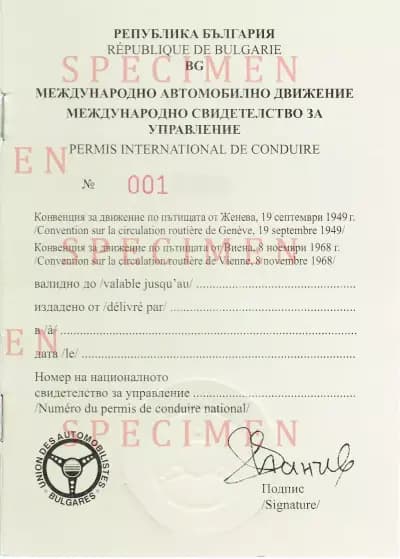 РЕПУБЛИКА БЪЛГАРИЯ
RÉPUBLIQUE DE BULGARIE
SPECIMEN
BG
МЕЖДУНАРОДНО АВТОМОБИЛНО ДВИЖЕНИЕ
МЕЖДУНАРОДНО СВИДЕТЕЛСТВО ЗА
УПРАВЛЕНИЕ
PERMIS INTERNATIONAL DE CONDUIRE
EN
№ 001
Конвенция за движение по пътищата от Женева, 19 септември 1949 г.
/Convention sur la circulation routière de Genève, 19 septembre 1949/
SPECIMEN
Конвенция за движение по пътищата от Виена, 8 ноември 1968 г.
/Convention sur la circulation routière de Vienne, 8 novembre 1968/
валидно до /valable jusqu'au/
издадено от /délivré par/
в /à/
EN
дата /le/
Номер на националното
свидетелство за управление
/Numéro du permis de conduire national/
SPECIMEN
UNION DES AUTOMOBILISTES
BULGARES
Подпис
/Signature/